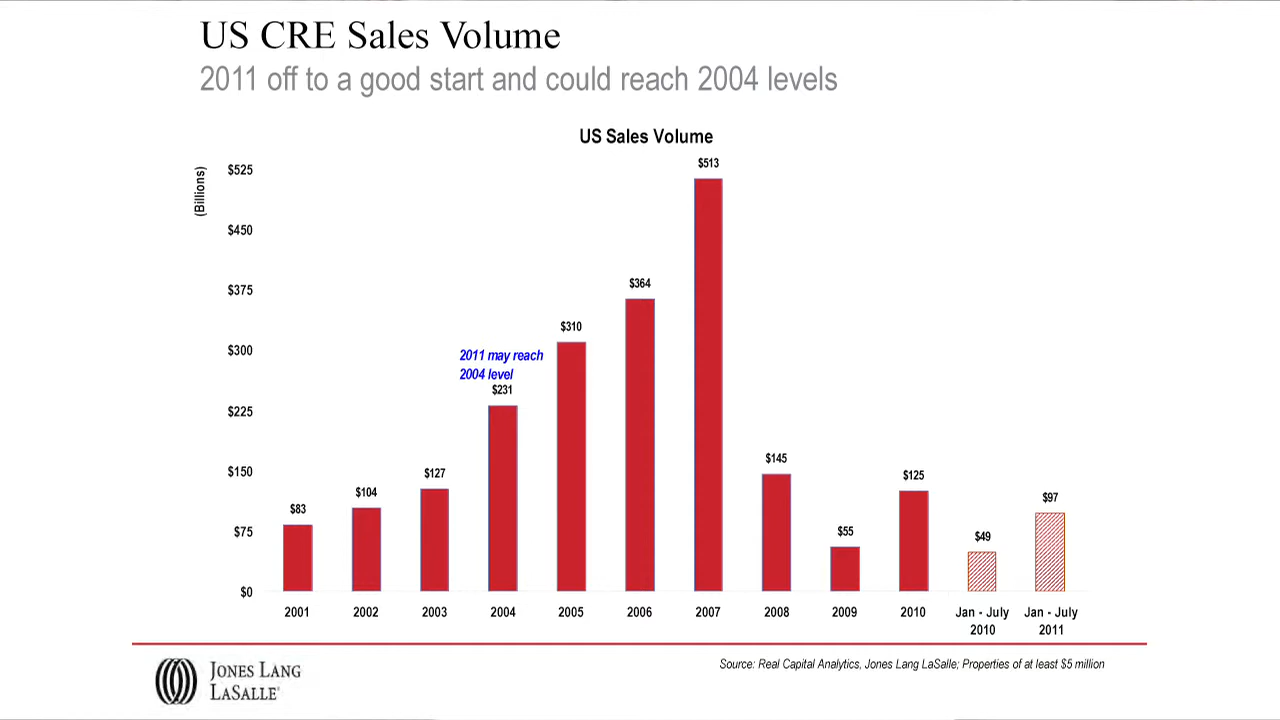 US CRE Sales Volume
2011 off to a good start and could reach 2004 levels
US Sales Volume
(Billions)
$525
$450
$375
$300
$225
$150
$75
$0
$83
$104
$127
2011 may reach
2004 level
$231
$310
$364
$513
$145
$55
$125
$49
$97
2001 2002 2003 2004 2005 2006 2007 2008 2009 2010 Jan - July Jan - July
2010 2011
Source: Real Capital Analytics, Jones Lang LaSalle; Properties of at least $5 million
JONES LANG
LASALLE